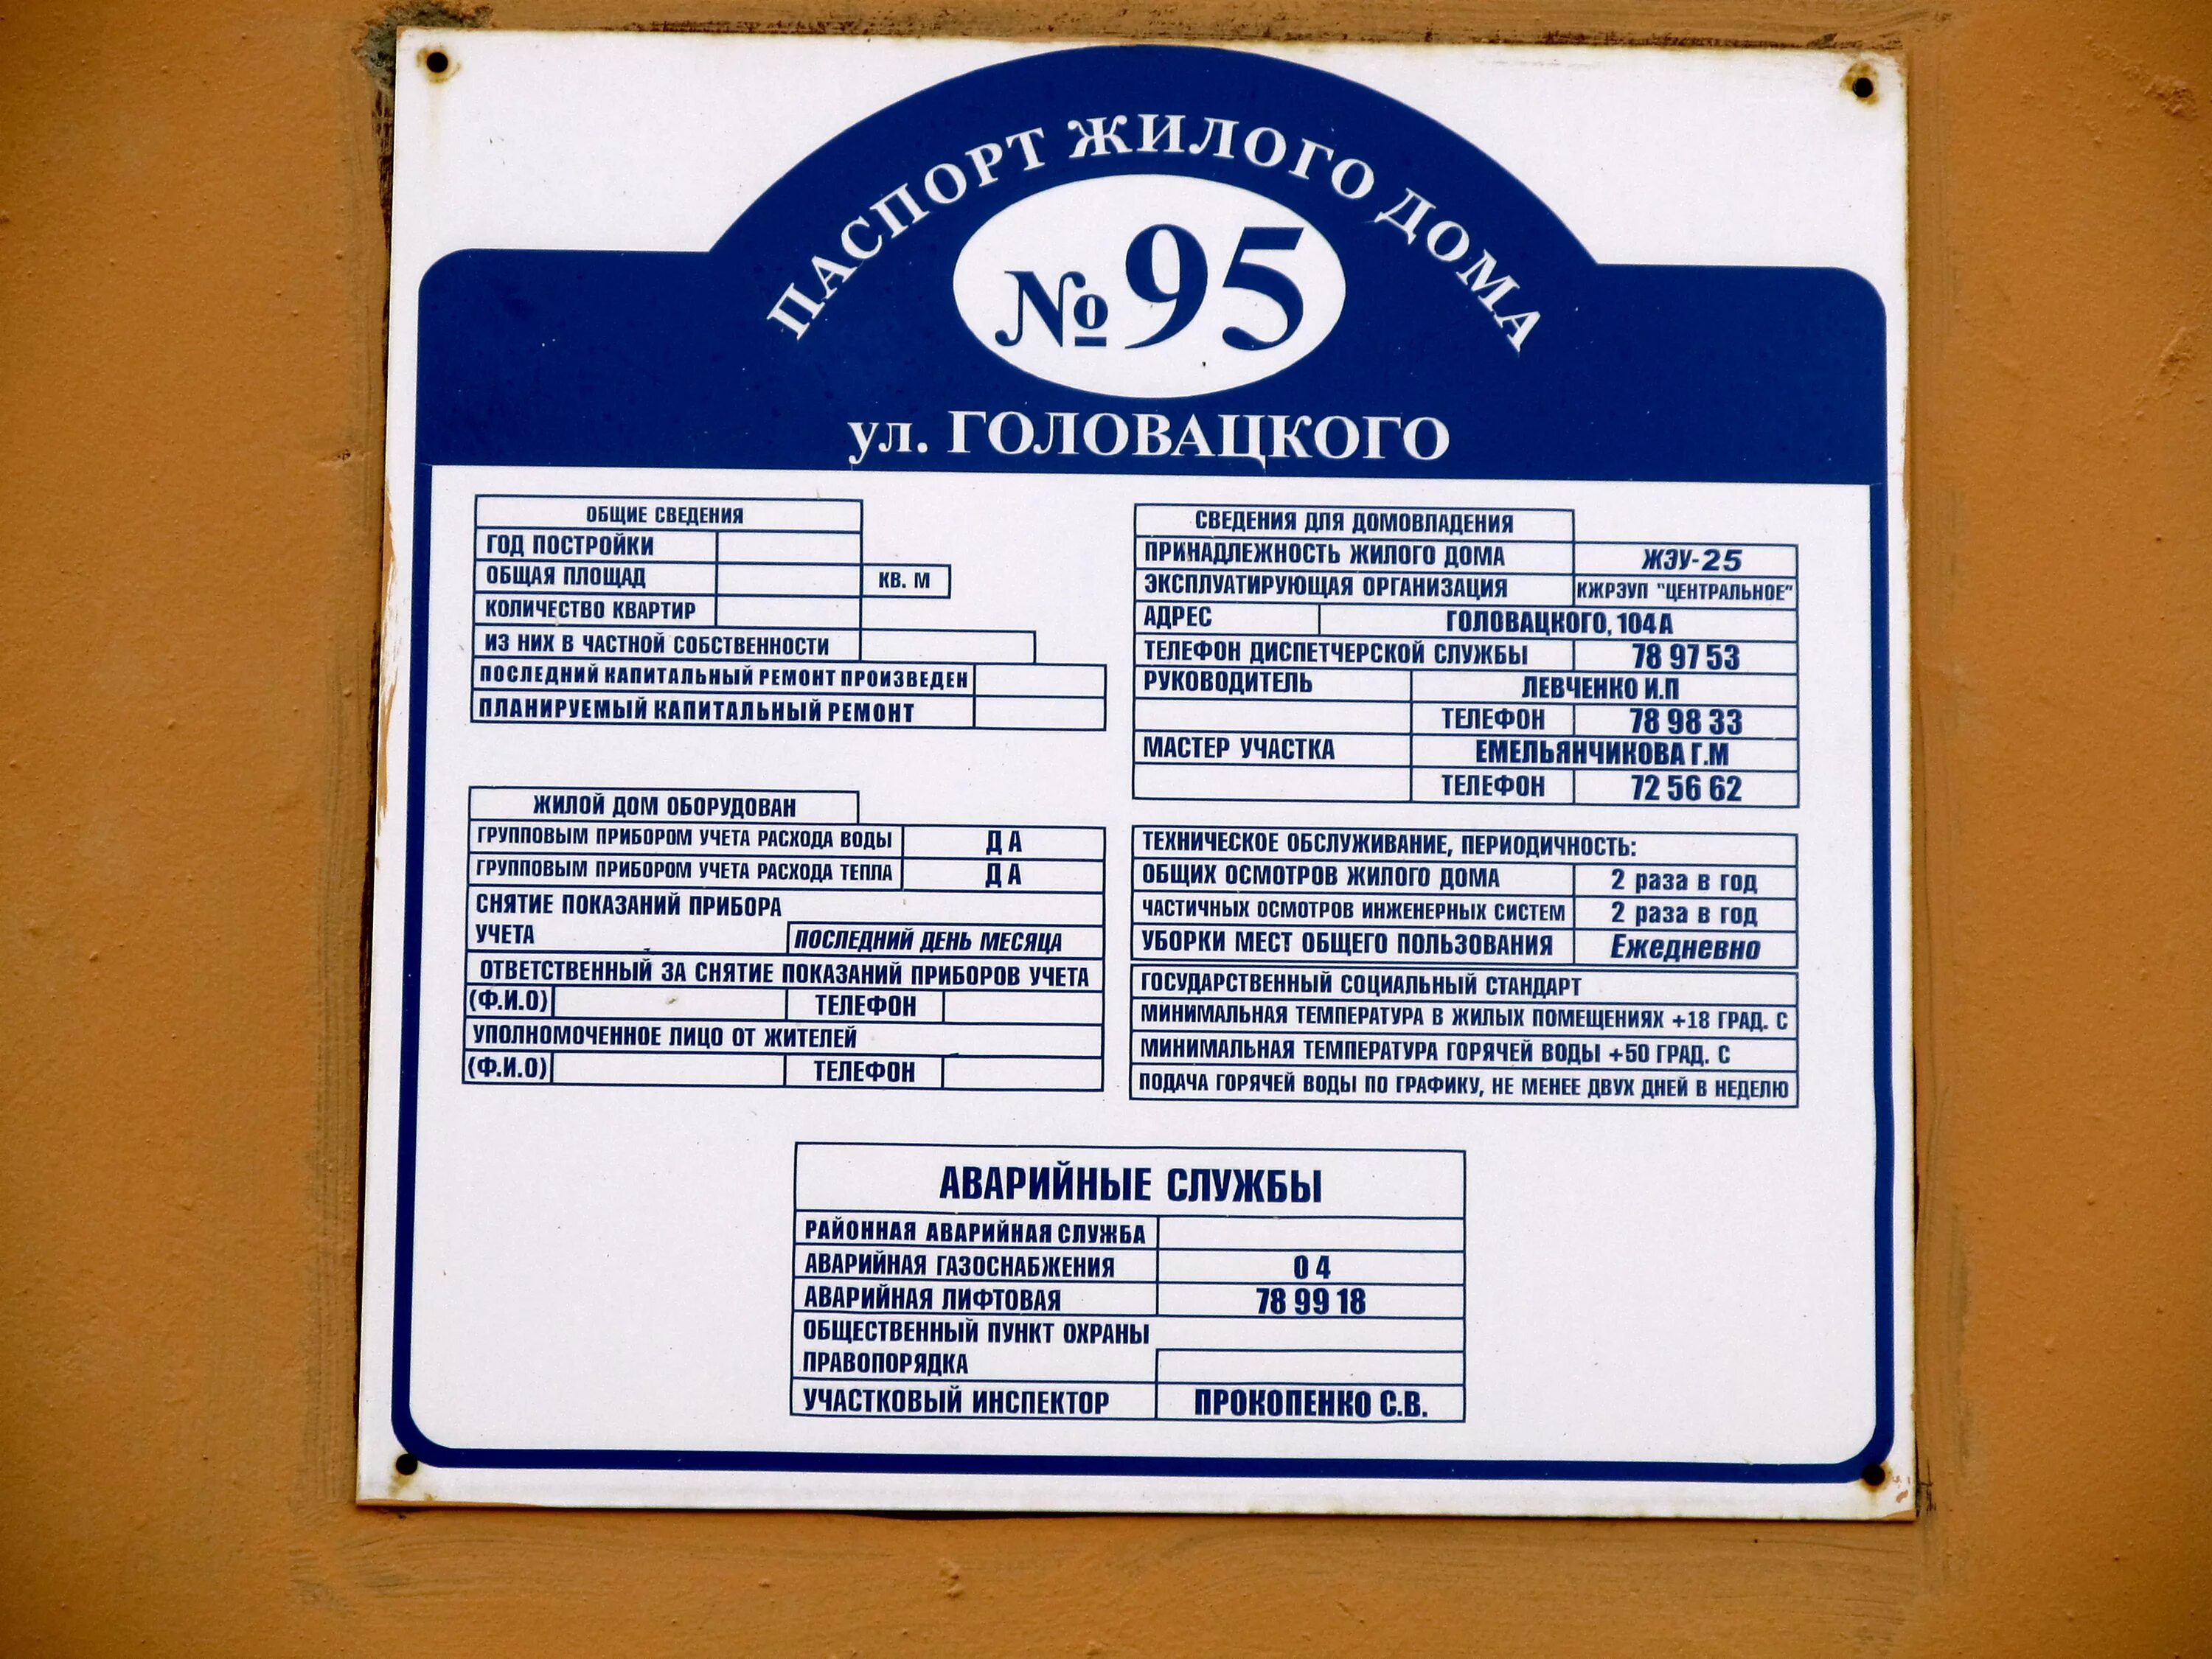 ПАСПОРТ ЖИЛОГО ДОМА
№95
ул. ГОЛОВАЦКОГО
ОБЩИЕ СВЕДЕНИЯ
ГОД ПОСТРОЙКИ
ОБЩАЯ ПЛОЩАД КВ. М
КОЛИЧЕСТВО КВАРТИР
ИЗ НИХ В ЧАСТНОЙ СОБСТВЕННОСТИ
ПОСЛЕДНИЙ КАПИТАЛЬНЫЙ РЕМОНТ ПРОИЗВЕДЕН
ПЛАНИРУЕМЫЙ КАПИТАЛЬНЫЙ РЕМОНТ
ЖИЛОЙ ДОМ ОБОРУДОВАН
ГРУППОВЫМ ПРИБОРОМ УЧЕТА РАСХОДА ВОДЫ ДА
ГРУППОВЫМ ПРИБОРОМ УЧЕТА РАСХОДА ТЕПЛА ДА
СНЯТИЕ ПОКАЗАНИЙ ПРИБОРА
УЧЕТА ПОСЛЕДНИЙ ДЕНЬ МЕСЯЦА
ОТВЕТСТВЕННЫЙ ЗА СНЯТИЕ ПОКАЗАНИЙ ПРИБОРОВ УЧЕТА
(Ф.И.О) ТЕЛЕФОН
УПОЛНОМОЧЕННОЕ ЛИЦО ОТ ЖИТЕЛЕЙ
(Ф.И.О) ТЕЛЕФОН
СВЕДЕНИЯ ДЛЯ ДОМОВЛАДЕНИЯ
ПРИНАДЛЕЖНОСТЬ ЖИЛОГО ДОМА ЖЭУ-25
ЭКСПЛУАТИРУЮЩАЯ ОРГАНИЗАЦИЯ КЖРЭУП "ЦЕНТРАЛЬНОЕ"
АДРЕС ГОЛОВАЦКОГО, 104А
ТЕЛЕФОН ДИСПЕТЧЕРСКОЙ СЛУЖБЫ 78 97 53
РУКОВОДИТЕЛЬ ЛЕВЧЕНКО И.П
ТЕЛЕФОН 78 98 33
МАСТЕР УЧАСТКА ЕМЕЛЬЯНЧИКОВА Г.М
ТЕЛЕФОН 72 56 62
ТЕХНИЧЕСКОЕ ОБСЛУЖИВАНИЕ, ПЕРИОДИЧНОСТЬ:
ОБЩИХ ОСМОТРОВ ЖИЛОГО ДОМА 2 раза в год
ЧАСТИЧНЫХ ОСМОТРОВ ИНЖЕНЕРНЫХ СИСТЕМ 2 раза в год
УБОРКИ МЕСТ ОБЩЕГО ПОЛЬЗОВАНИЯ Ежедневно
ГОСУДАРСТВЕННЫЙ СОЦИАЛЬНЫЙ СТАНДАРТ
МИНИМАЛЬНАЯ ТЕМПЕРАТУРА В ЖИЛЫХ ПОМЕЩЕНИЯХ +18 ГРАД. С
МИНИМАЛЬНАЯ ТЕМПЕРАТУРА ГОРЯЧЕЙ ВОДЫ +50 ГРАД. С
ПОДАЧА ГОРЯЧЕЙ ВОДЫ ПО ГРАФИКУ, НЕ МЕНЕЕ ДВУХ ДНЕЙ В НЕДЕЛЮ
АВАРИЙНЫЕ СЛУЖБЫ
РАЙОННАЯ АВАРИЙНАЯ СЛУЖБА
АВАРИЙНАЯ ГАЗОСНАБЖЕНИЯ 04
АВАРИЙНАЯ ЛИФТОВАЯ 78 99 18
ОБЩЕСТВЕННЫЙ ПУНКТ ОХРАНЫ
ПРАВОПОРЯДКА
УЧАСТКОВЫЙ ИНСПЕКТОР ПРОКОПЕНКО С.В.